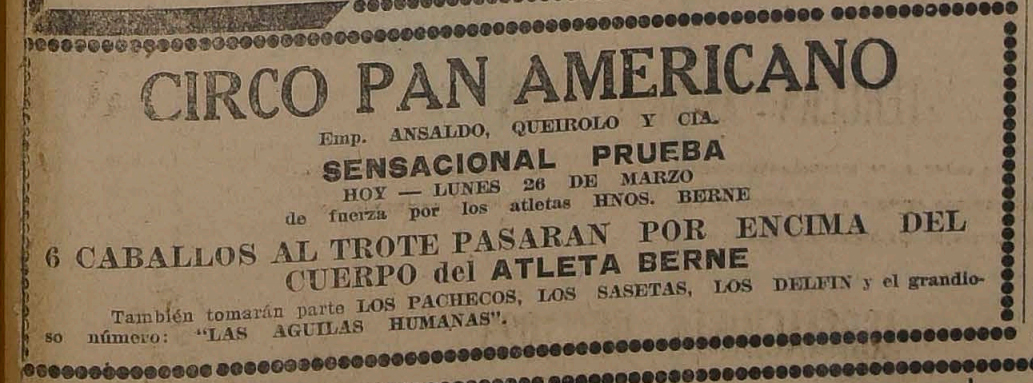 CIRCO PAN AMERICANO
Emp. ANSALDO, QUEIROLO Y CIA.
SENSACIONAL PRUEBA
HOY — LUNES 26 DE MARZO
de fuerza por los atletas HNOS. BERNE
6 CABALLOS AL TROTE PASARAN POR ENCIMA DEL
CUERPO del ATLETA BERNE
También tomarán parte LOS PACHECOS, LOS SASETAS, LOS DELFIN y el grandio-
so número: "LAS AGUILAS HUMANAS".